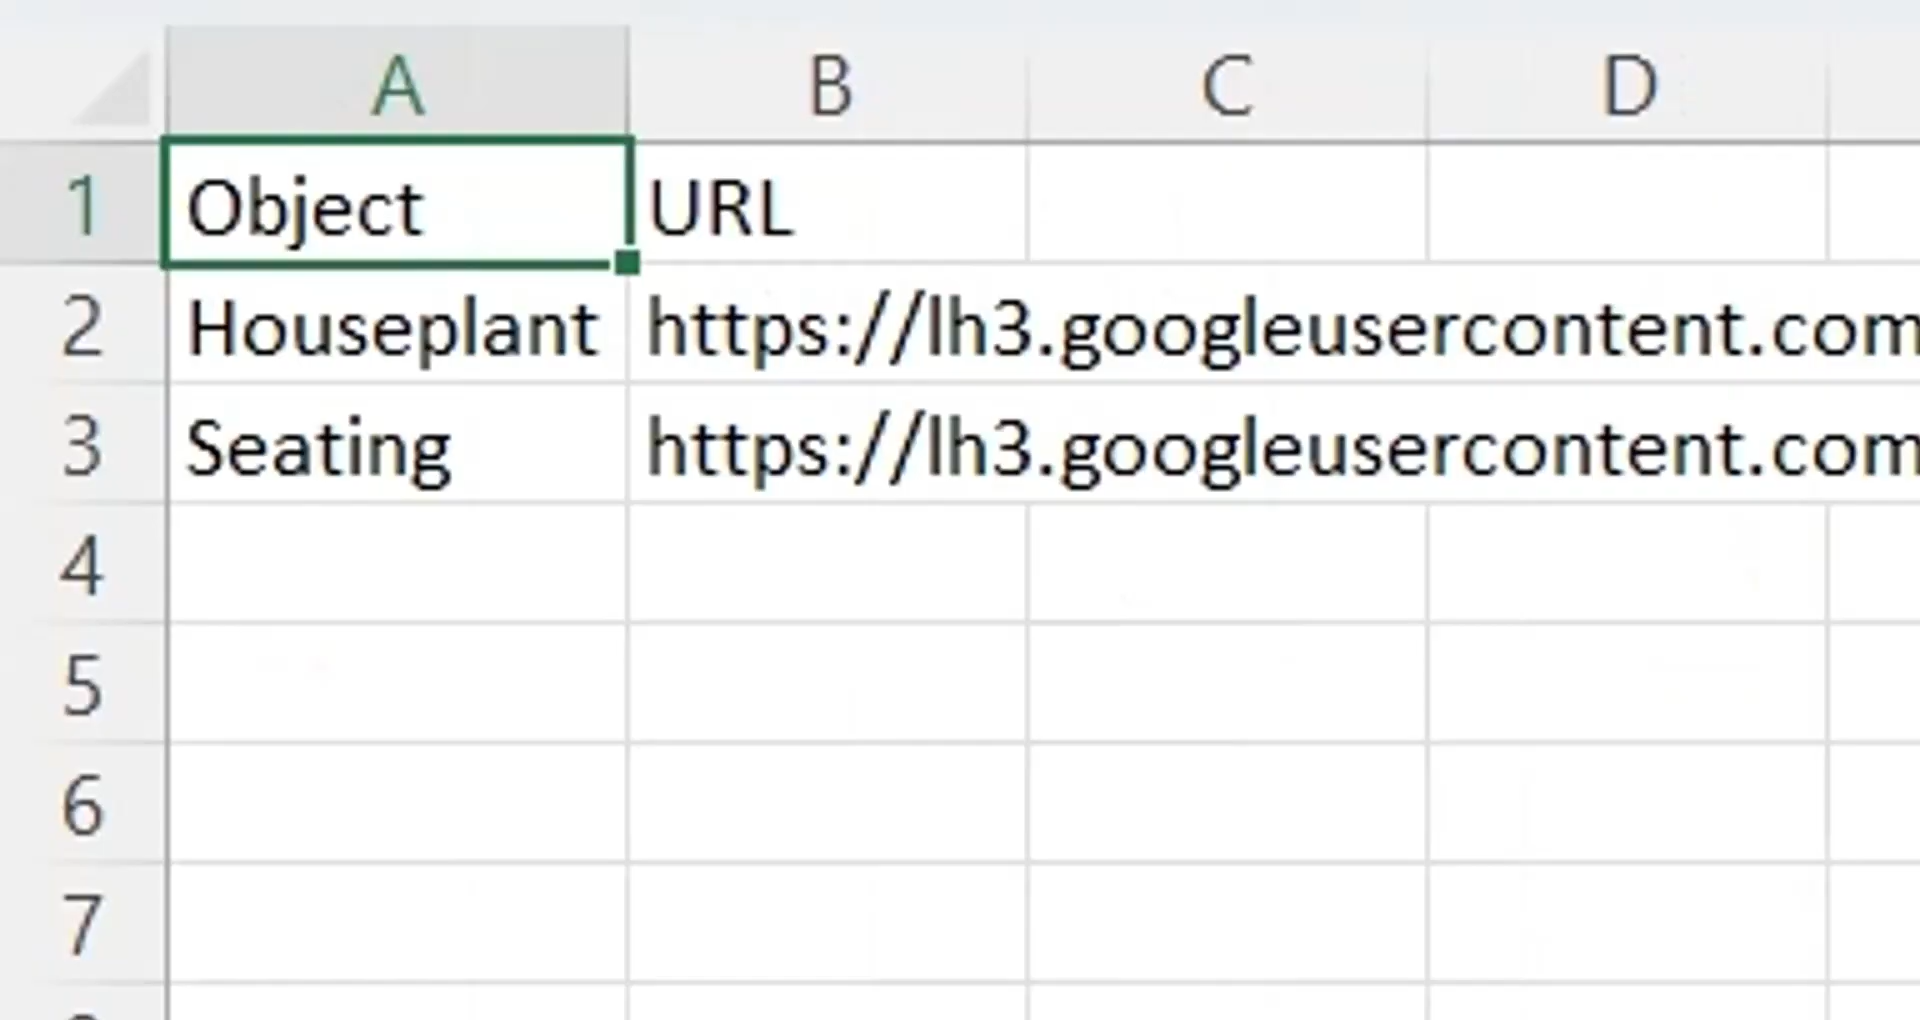 A B C D
1 Object URL
2 Houseplant https://lh3.googleusercontent.com
3 Seating https://lh3.googleusercontent.com
4
5
6
7